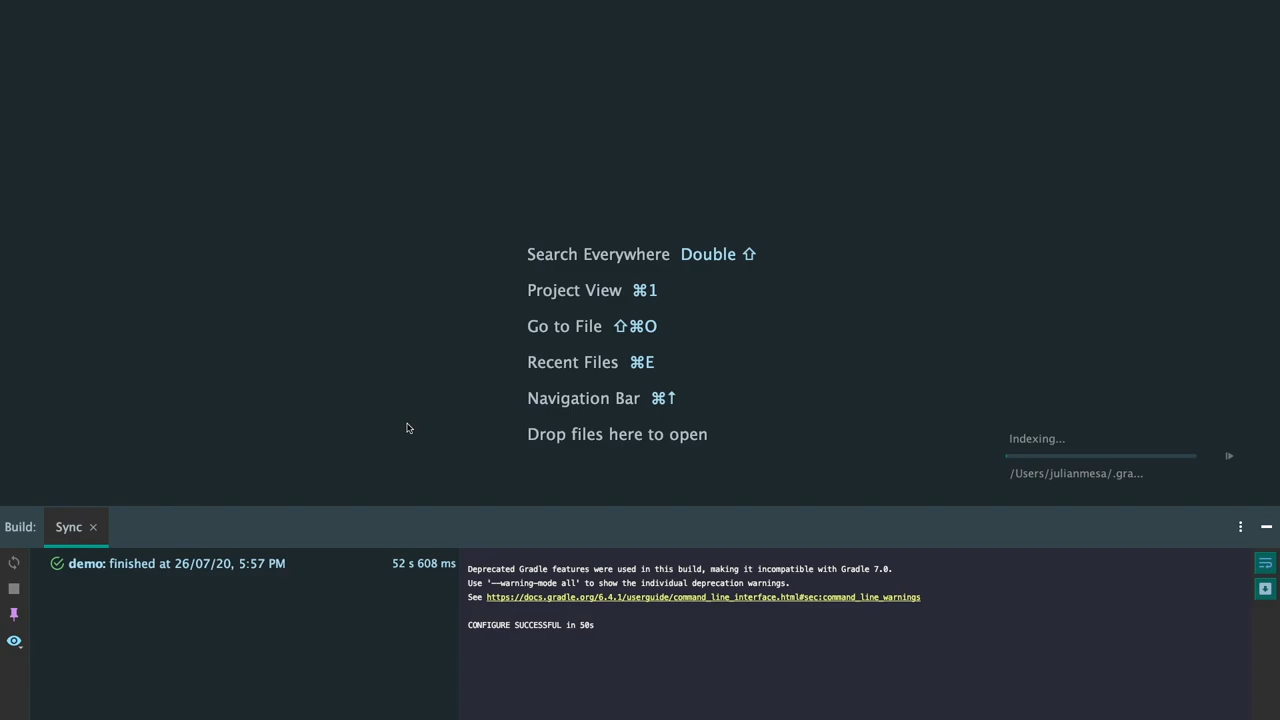 Search Everywhere Double ⇧
Project View ⌘1
Go to File ⇧⌘O
Recent Files ⌘E
Navigation Bar ⌘↑
Drop files here to open
Indexing...
/Users/julianmesa/.gra...
Build: Sync ×
demo: finished at 26/07/20, 5:57 PM 52 s 608 ms
Deprecated Gradle features were used in this build, making it incompatible with Gradle 7.0.
Use '--warning-mode all' to show the individual deprecation warnings.
See https://docs.gradle.org/6.4.1/userguide/command_line_interface.html#sec:command_line_warnings
CONFIGURE SUCCESSFUL in 50s